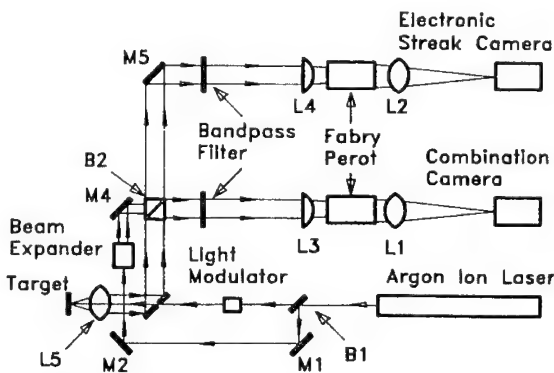 Electronic
Streak Camera
M5
L4
L2
Bandpass
Filter
Fabry
Perot
Combination
Camera
B2
M4
L3
L1
Beam
Expander
Light
Modulator
Target
Argon Ion Laser
L5
M2
M1
B1